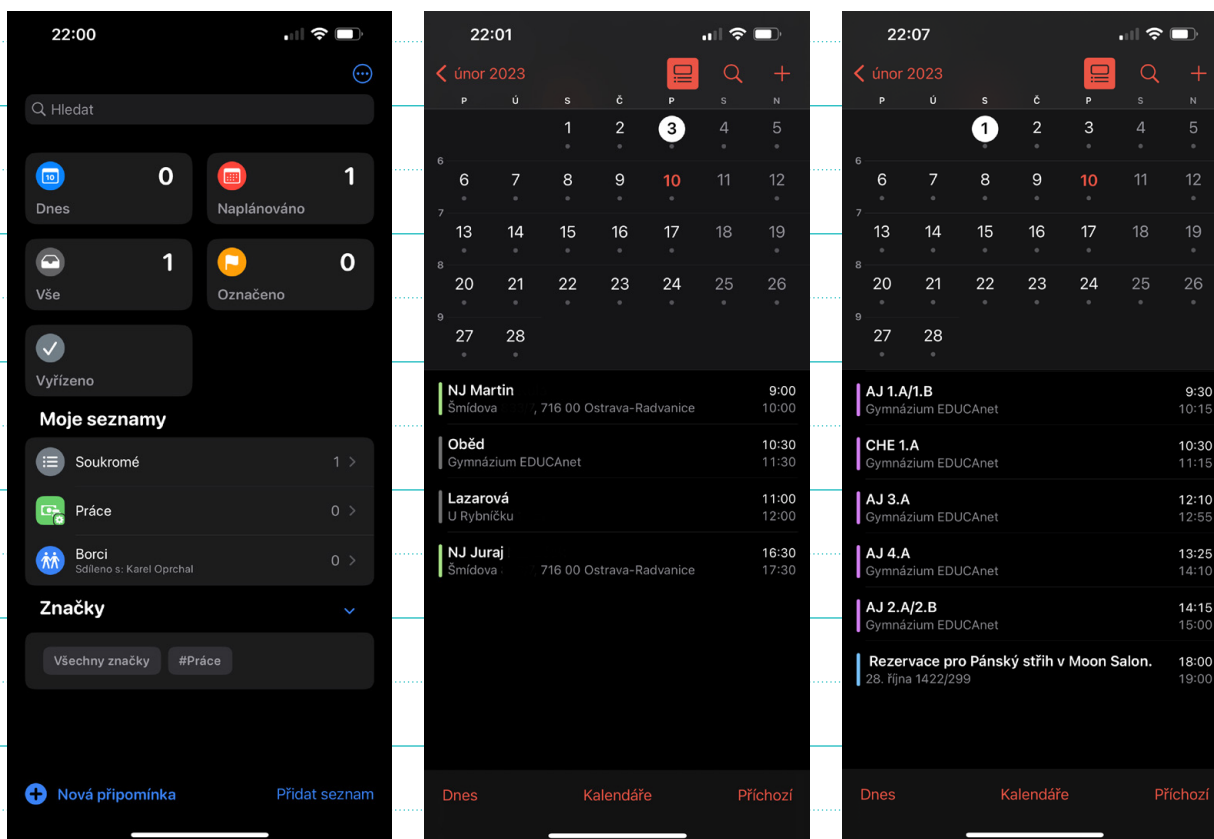 22:00
Hledat
10
0
1
Dnes
Naplánováno
1
0
Vše
Označeno
Vyřízeno
Moje seznamy
Soukromé 1
Práce 0
Borci
Sdíleno s: Karel Oprchal
0
Značky
Všechny značky #Práce
Nová připomínka Přidat seznam
22:01
únor 2023
P Ú S Č P S N
1 2 3 4 5
6
6 7 8 9 10 11 12
7
13 14 15 16 17 18 19
8
20 21 22 23 24 25 26
9
27 28
NJ Martin 9:00
Šmídova , 716 00 Ostrava-Radvanice 10:00
Oběd 10:30
Gymnázium EDUCAnet 11:30
Lazarová 11:00
U Rybníčku 12:00
NJ Juraj 16:30
Šmídova 716 00 Ostrava-Radvanice 17:30
Dnes Kalendáře Příchozí
22:07
únor 2023
P Ú S Č P S N
1 2 3 4 5
6
6 7 8 9 10 11 12
7
13 14 15 16 17 18 19
8
20 21 22 23 24 25 26
9
27 28
AJ 1.A/1.B 9:30
Gymnázium EDUCAnet 10:15
CHE 1.A 10:30
Gymnázium EDUCAnet 11:15
AJ 3.A 12:10
Gymnázium EDUCAnet 12:55
AJ 4.A 13:25
Gymnázium EDUCAnet 14:10
AJ 2.A/2.B 14:15
Gymnázium EDUCAnet 15:00
Rezervace pro Pánský střih v Moon Salon. 18:00
28. října 1422/299 19:00
Dnes Kalendáře Příchozí